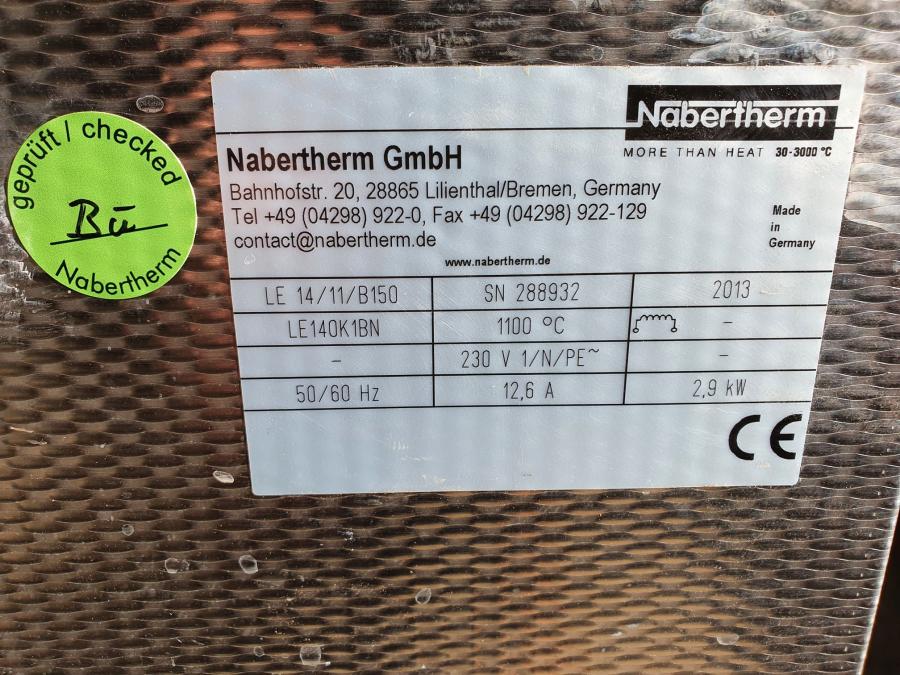 geprüft / checked
Bü
Nabertherm
Nabertherm
MORE THAN HEAT 30-3000 °C
Nabertherm GmbH
Bahnhofstr. 20, 28865 Lilienthal/Bremen, Germany
Tel +49 (04298) 922-0, Fax +49 (04298) 922-129
contact@nabertherm.de
Made
in
Germany
www.nabertherm.de
LE 14/11/B150 SN 288932 2013
LE140K1BN 1100 °C -
- 230 V 1/N/PE~ -
50/60 Hz 12,6 A 2,9 kW
CE